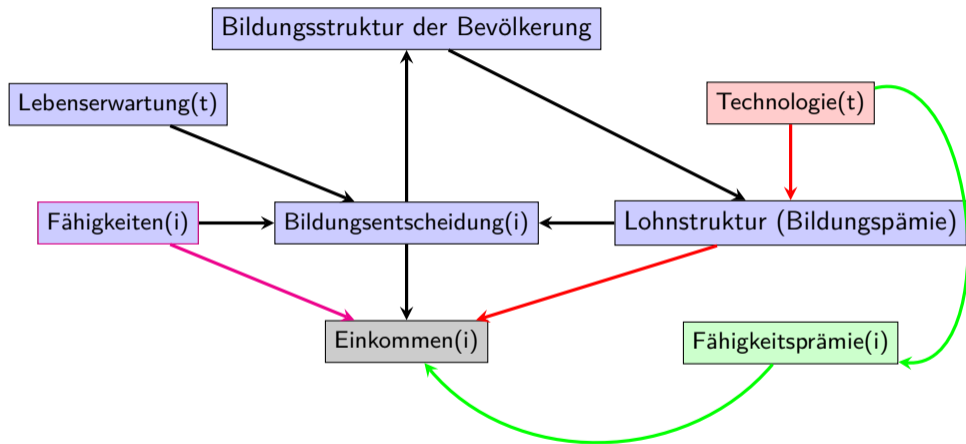 Bildungsstruktur der Bevölkerung
Lebenserwartung(t)
Technologie(t)
Fähigkeiten(i)
Bildungsentscheidung(i)
Lohnstruktur (Bildungspämie)
Einkommen(i)
Fähigkeitsprämie(i)